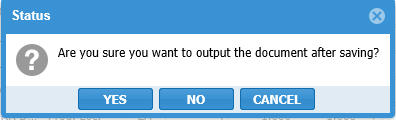 Status
Are you sure you want to output the document after saving?
YES NO CANCEL